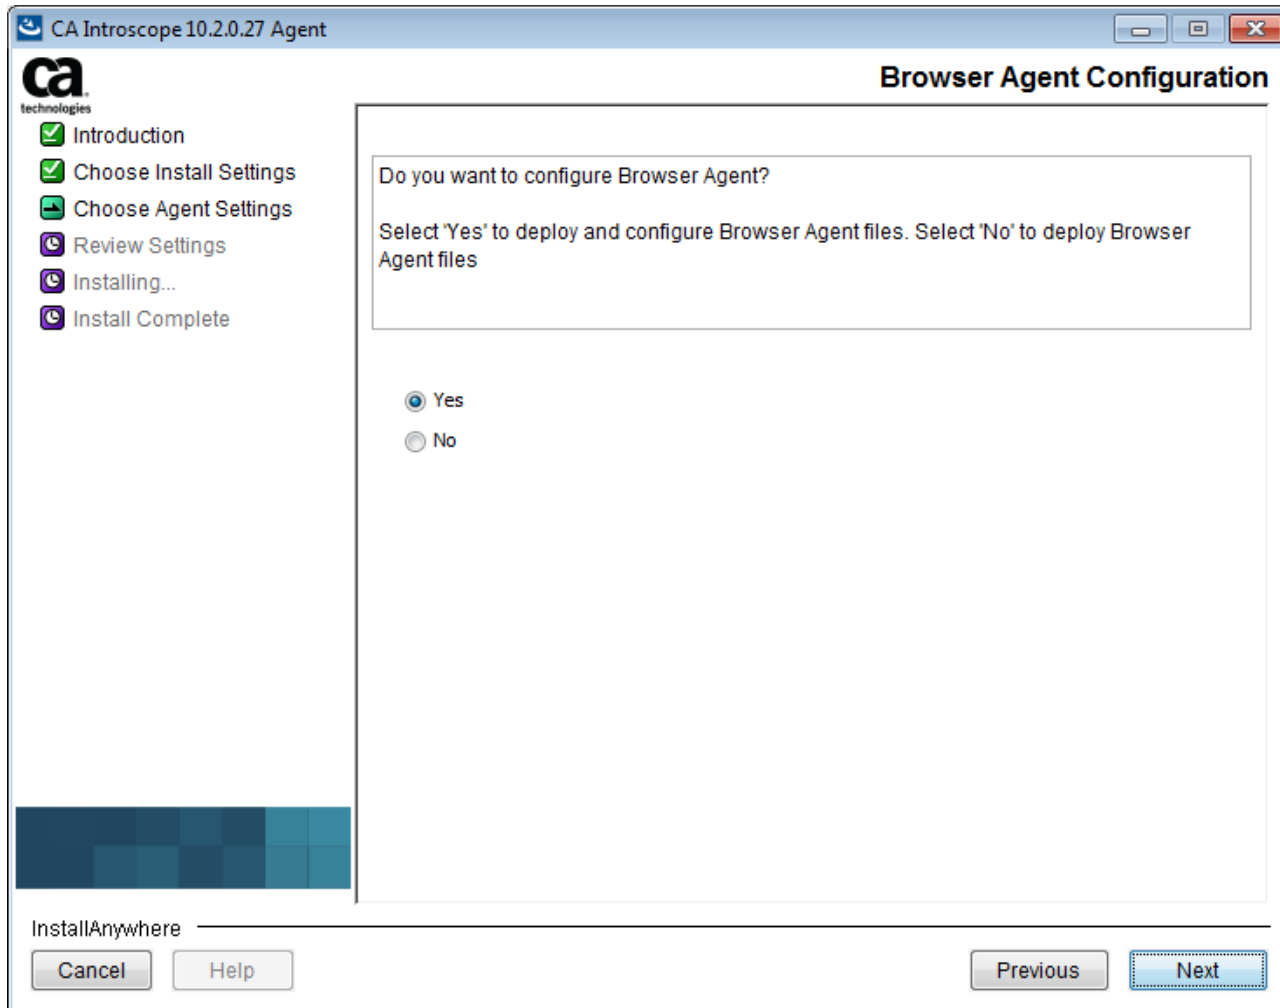 CA Introscope 10.2.0.27 Agent
ca
technologies
Browser Agent Configuration
Introduction
Choose Install Settings
Choose Agent Settings
Review Settings
Installing...
Install Complete
Do you want to configure Browser Agent?
Select 'Yes' to deploy and configure Browser Agent files. Select 'No' to deploy Browser
Agent files
Yes
No
InstallAnywhere
Cancel
Help
Previous
Next